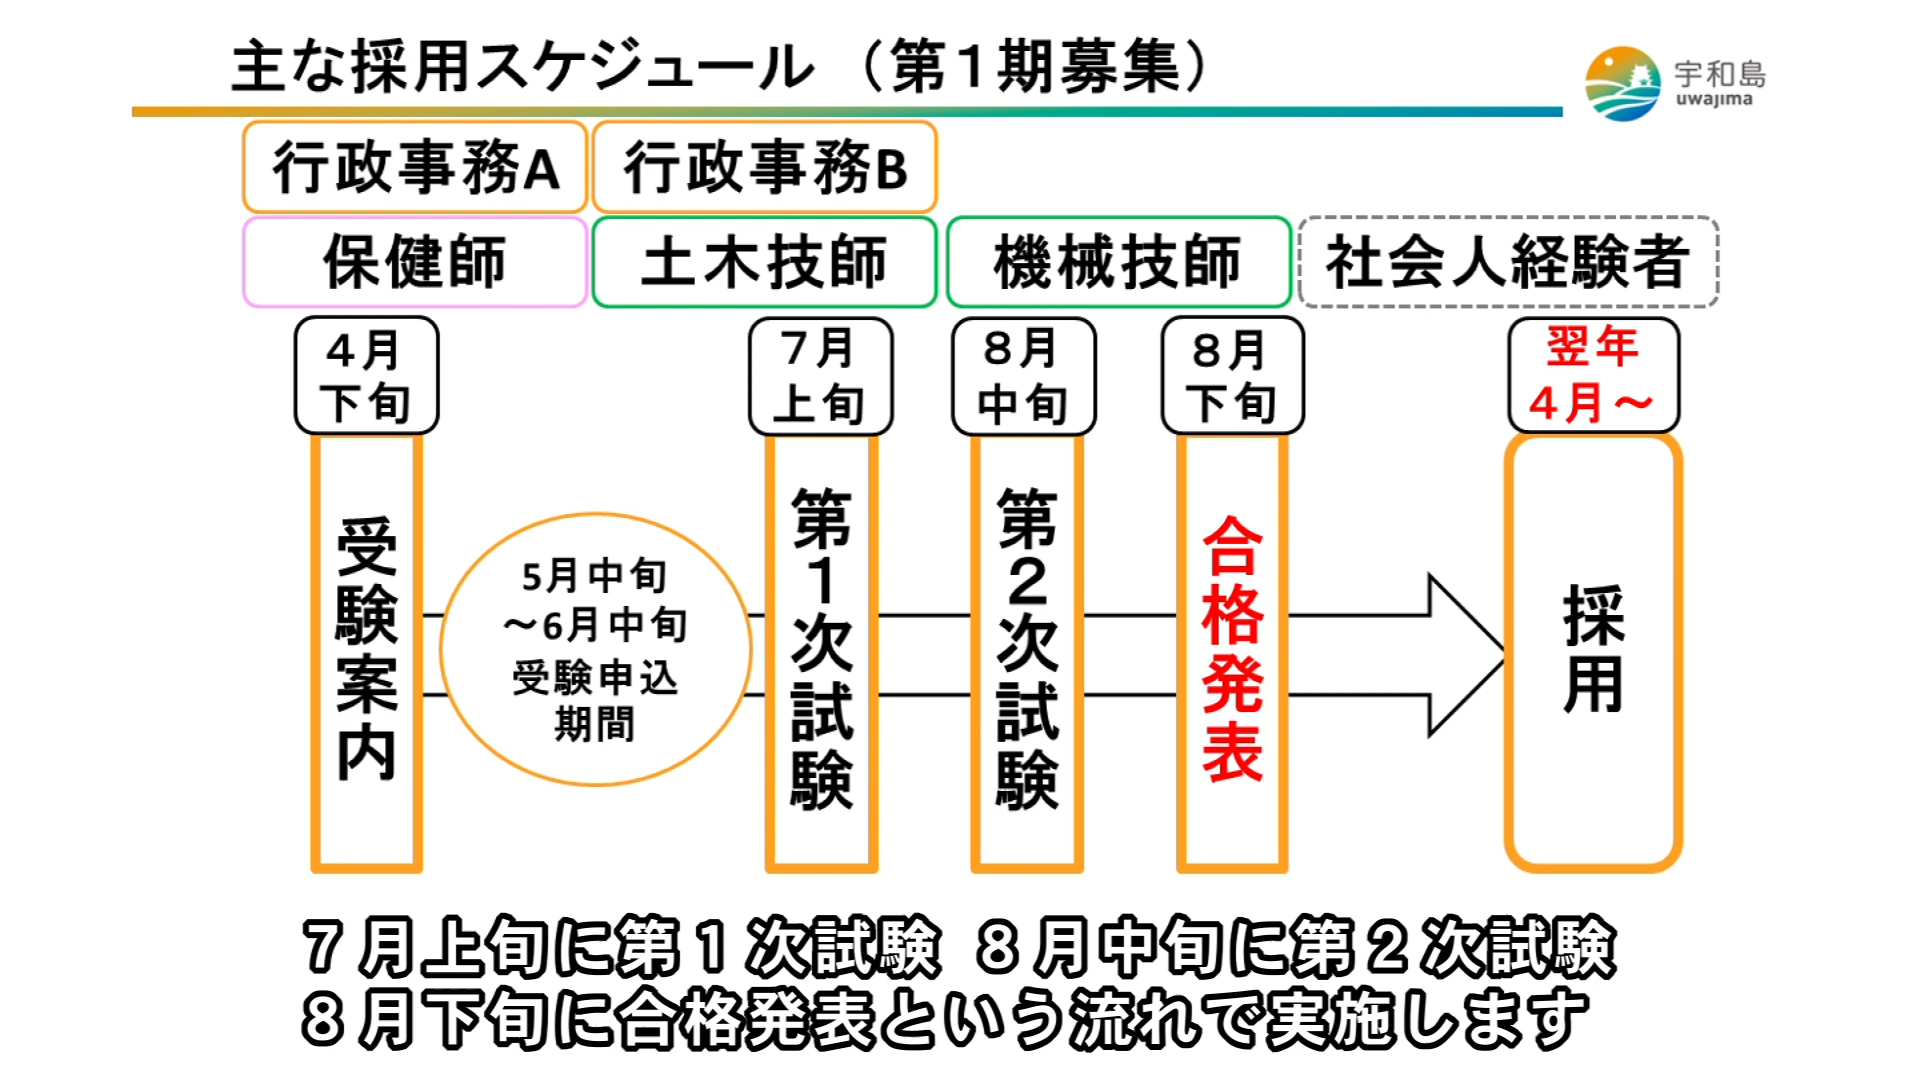 主な採用スケジュール（第１期募集）
宇和島
uwajima
行政事務A
行政事務B
保健師
土木技師
機械技師
社会人経験者
４月
下旬
７月
上旬
８月
中旬
８月
下旬
翌年
４月～
受験案内
5月中旬
～6月中旬
受験申込
期間
第１次試験
第２次試験
合格発表
採用
７月上旬に第１次試験 ８月中旬に第２次試験
８月下旬に合格発表という流れで実施します